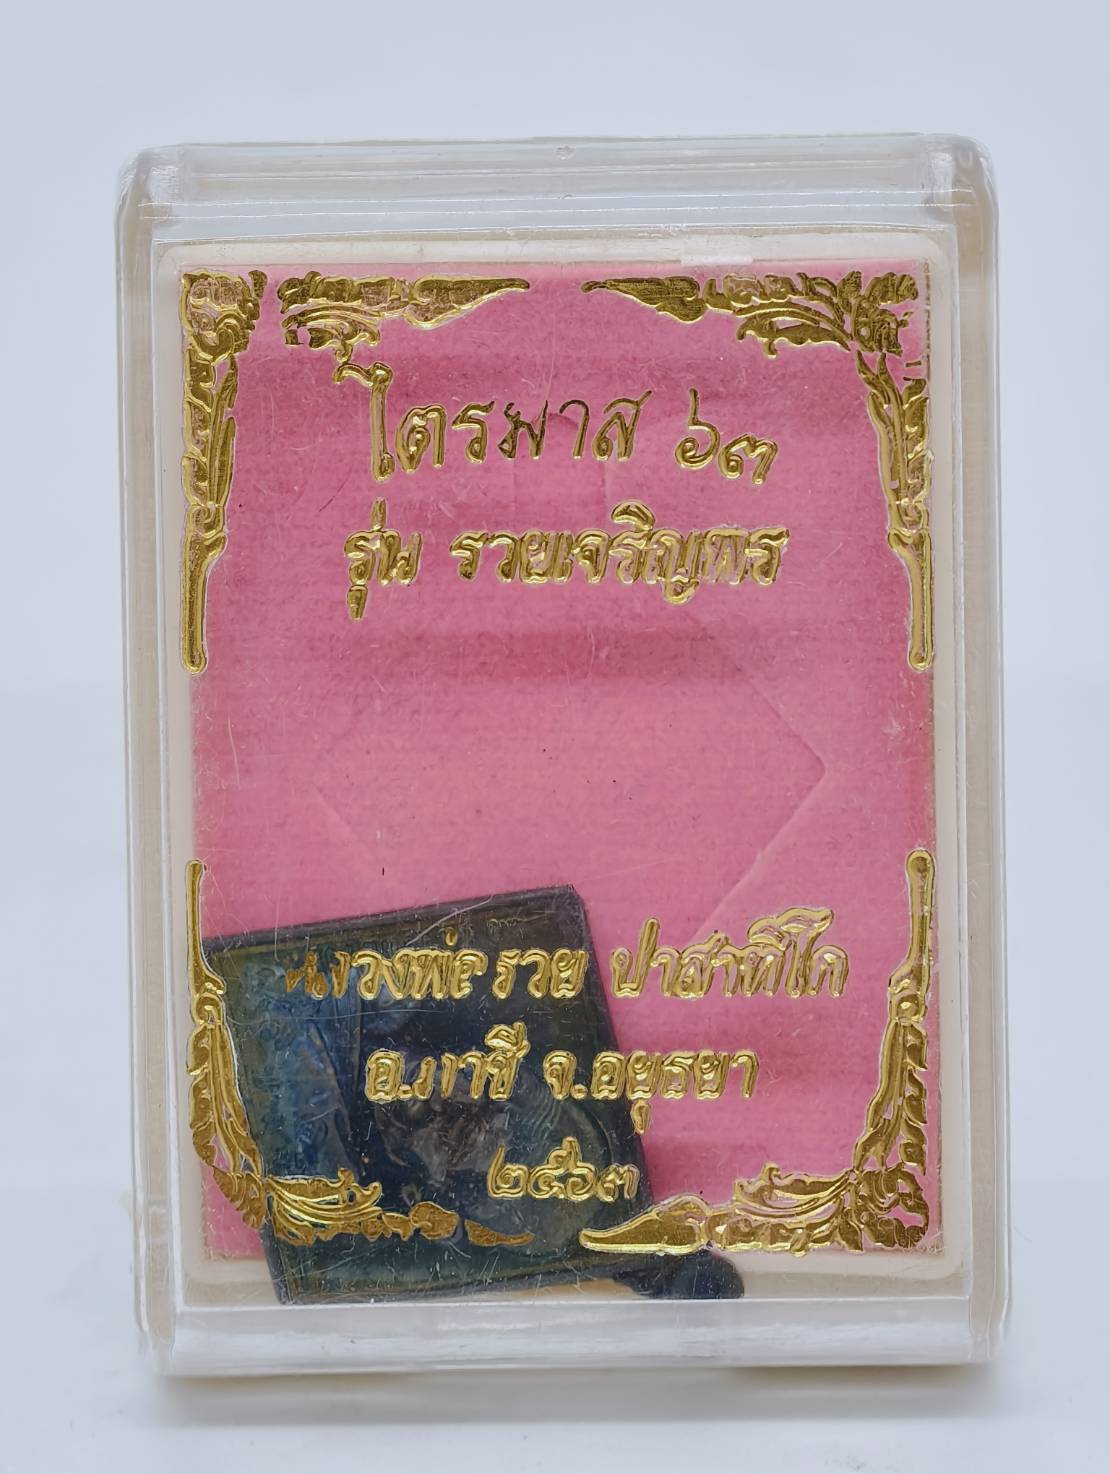 ไตรมาส ๖๓
รุ่น รวยเจริญพร
หลวงพ่อ รวย ปาสาทิโก
อ.ภาชี จ.อยุธยา
๒๕๖๓